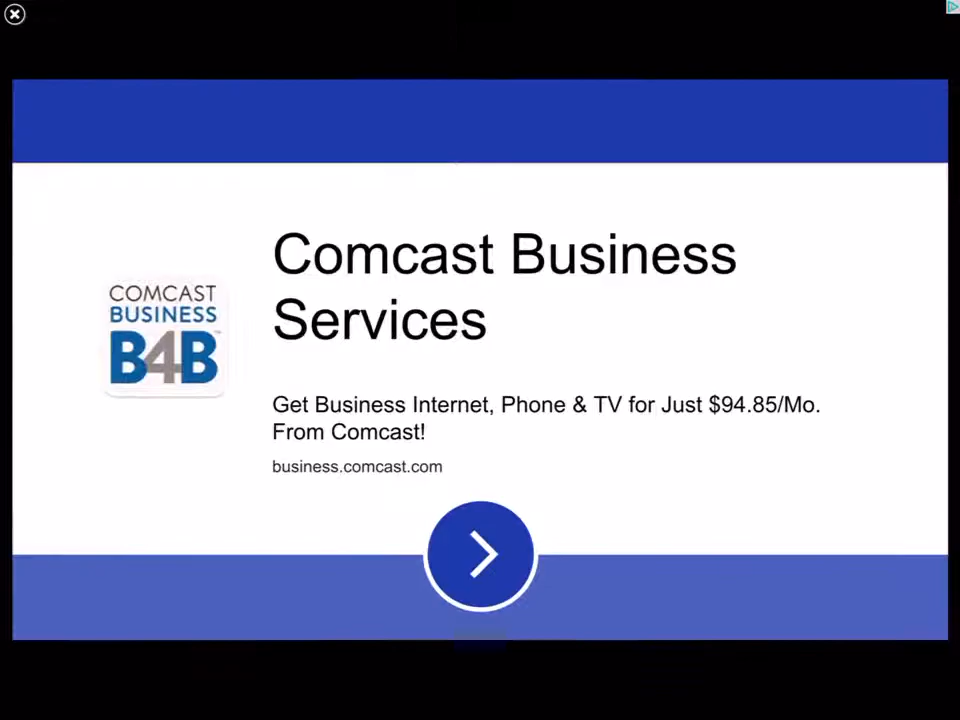 Comcast Business
Services
COMCAST
BUSINESS
B4B™
Get Business Internet, Phone & TV for Just $94.85/Mo.
From Comcast!
business.comcast.com